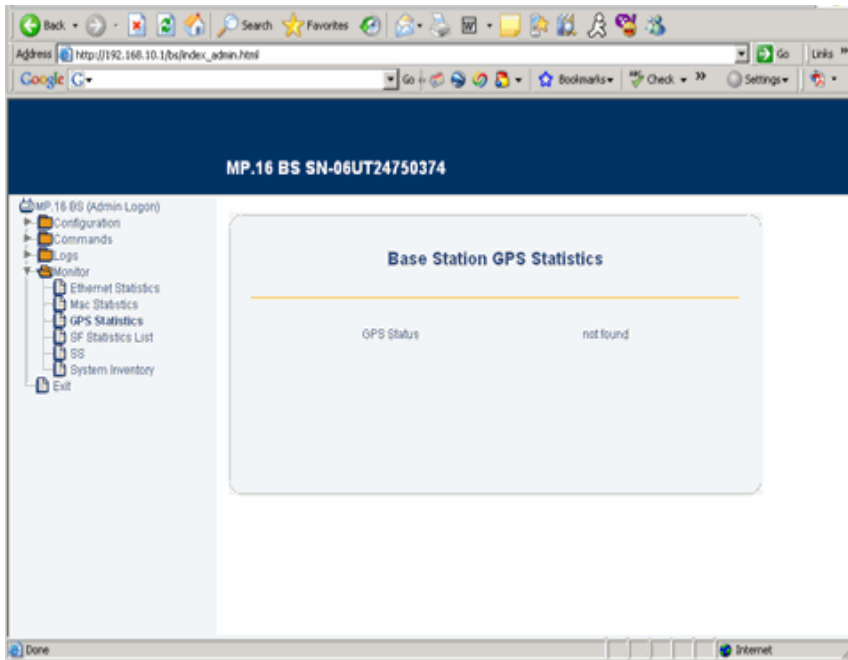 Back Search Favorites
Address http://192.168.10.1/bs/index_admin.html Go Links »
Google G Go Bookmarks Check » Settings
MP.16 BS SN-06UT24750374
MP.16 BS (Admin Logon)
Configuration
Commands
Logs
Monitor
Ethernet Statistics
Mac Statistics
GPS Statistics
SF Statistics List
SS
System Inventory
Exit
Base Station GPS Statistics
GPS Status not found
Done Internet